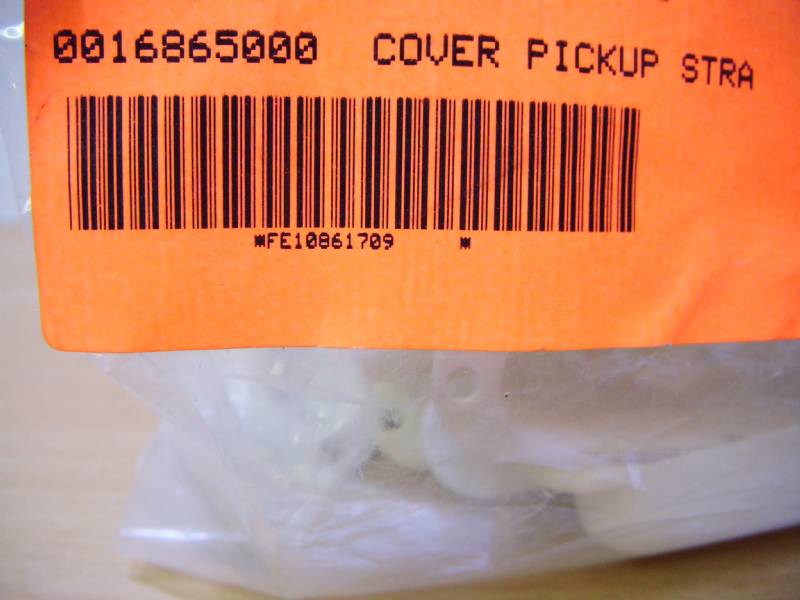 0016865000 COVER PICKUP STRA
*FE10861709 *